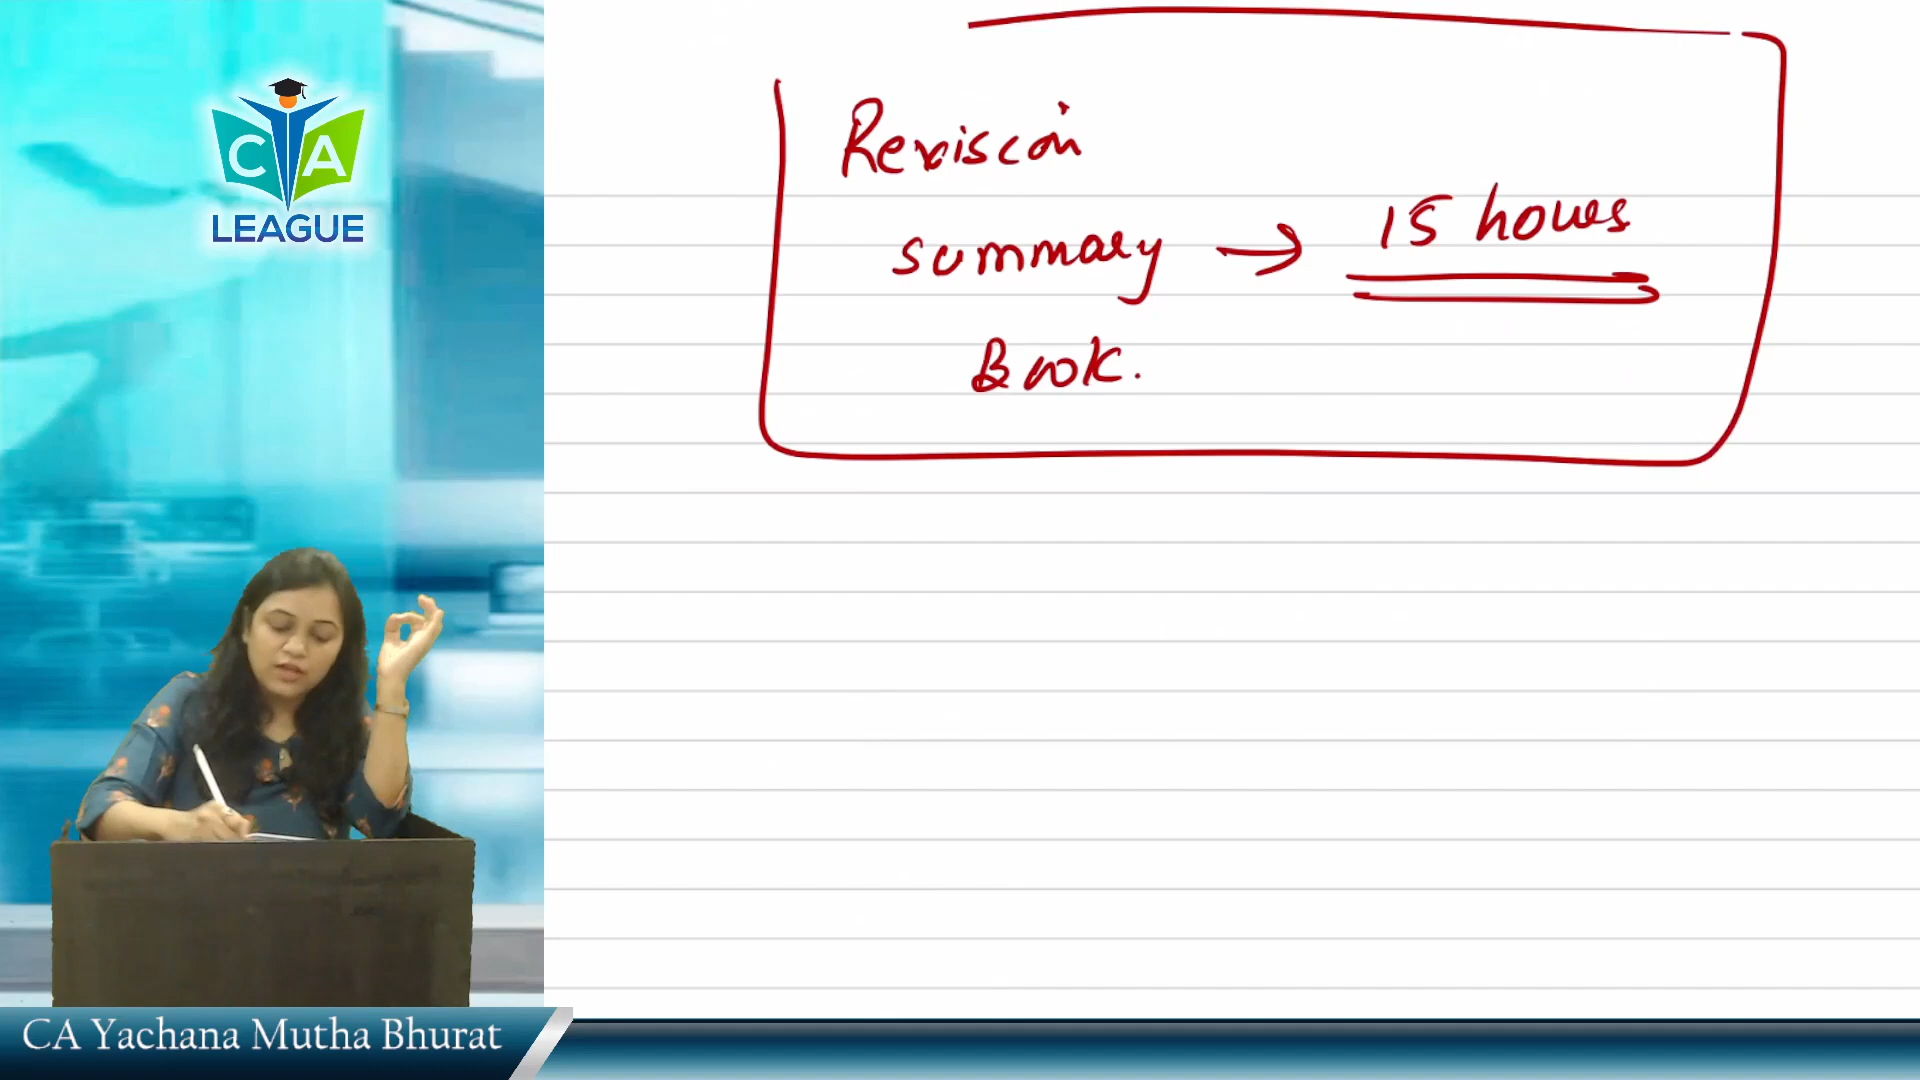 CA
LEAGUE
Revision
summary → 15 hours
Book.
CA Yachana Mutha Bhurat